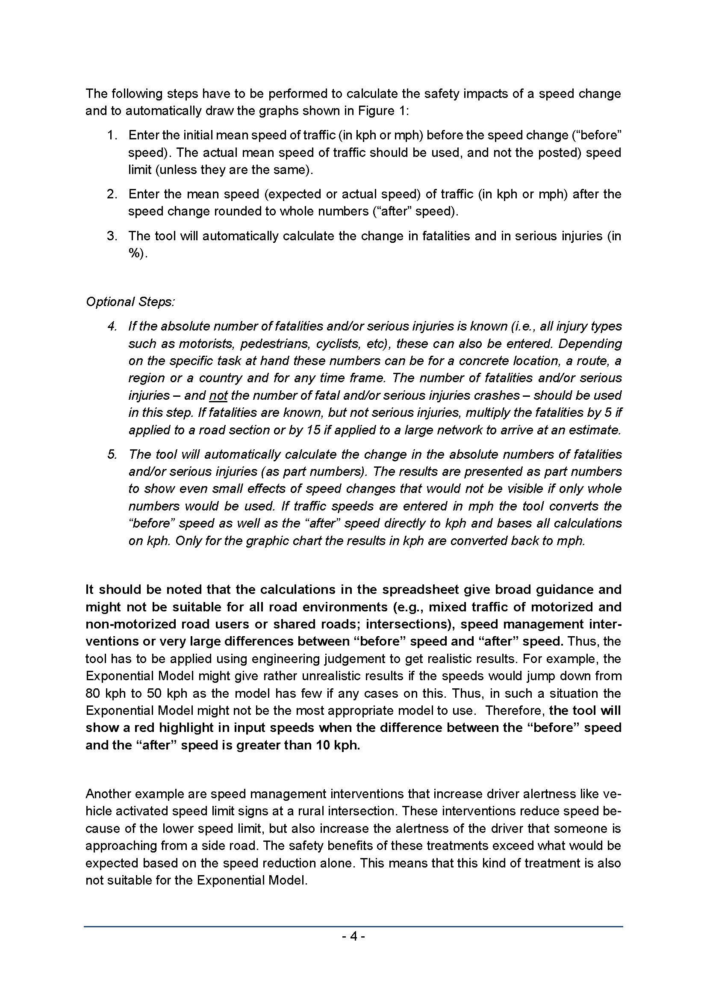 The following steps have to be performed to calculate the safety impacts of a speed change
and to automatically draw the graphs shown in Figure 1:
1. Enter the initial mean speed of traffic (in kph or mph) before the speed change (“before”
speed). The actual mean speed of traffic should be used, and not the posted) speed
limit (unless they are the same).
2. Enter the mean speed (expected or actual speed) of traffic (in kph or mph) after the
speed change rounded to whole numbers (“after” speed).
3. The tool will automatically calculate the change in fatalities and in serious injuries (in
%).
Optional Steps:
4. If the absolute number of fatalities and/or serious injuries is known (i.e., all injury types
such as motorists, pedestrians, cyclists, etc), these can also be entered. Depending
on the specific task at hand these numbers can be for a concrete location, a route, a
region or a country and for any time frame. The number of fatalities and/or serious
injuries – and not the number of fatal and/or serious injuries crashes – should be used
in this step. If fatalities are known, but not serious injuries, multiply the fatalities by 5 if
applied to a road section or by 15 if applied to a large network to arrive at an estimate.
5. The tool will automatically calculate the change in the absolute numbers of fatalities
and/or serious injuries (as part numbers). The results are presented as part numbers
to show even small effects of speed changes that would not be visible if only whole
numbers would be used. If traffic speeds are entered in mph the tool converts the
“before” speed as well as the “after” speed directly to kph and bases all calculations
on kph. Only for the graphic chart the results in kph are converted back to mph.
It should be noted that the calculations in the spreadsheet give broad guidance and
might not be suitable for all road environments (e.g., mixed traffic of motorized and
non-motorized road users or shared roads; intersections), speed management inter-
ventions or very large differences between “before” speed and “after” speed. Thus, the
tool has to be applied using engineering judgement to get realistic results. For example, the
Exponential Model might give rather unrealistic results if the speeds would jump down from
80 kph to 50 kph as the model has few if any cases on this. Thus, in such a situation the
Exponential Model might not be the most appropriate model to use.  Therefore, the tool will
show a red highlight in input speeds when the difference between the “before” speed
and the “after” speed is greater than 10 kph.
Another example are speed management interventions that increase driver alertness like ve-
hicle activated speed limit signs at a rural intersection. These interventions reduce speed be-
cause of the lower speed limit, but also increase the alertness of the driver that someone is
approaching from a side road. The safety benefits of these treatments exceed what would be
expected based on the speed reduction alone. This means that this kind of treatment is also
not suitable for the Exponential Model.
- 4 -